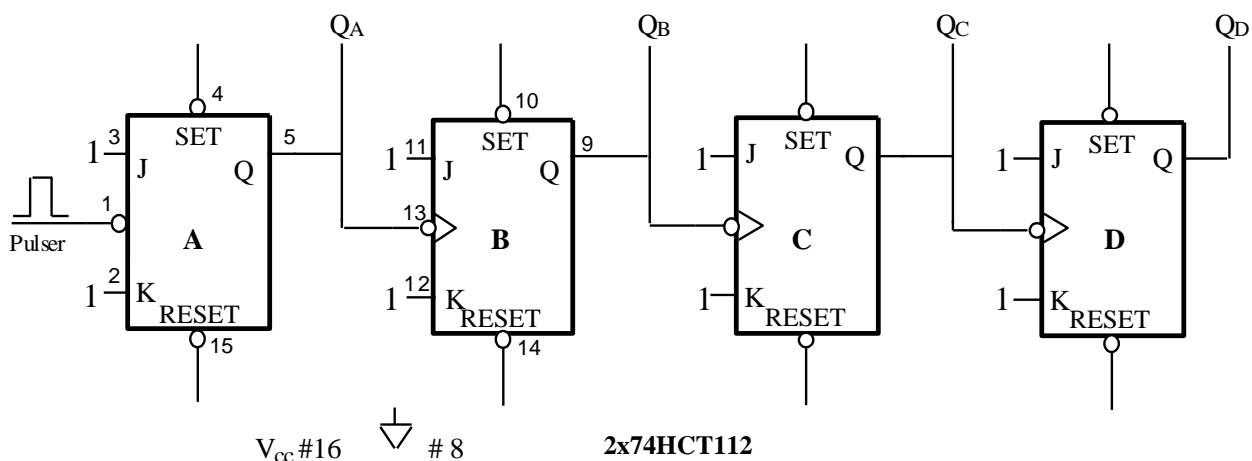 QA QB QC QD
4 10
3 SET 5 11 SET 9 SET SET
1 J Q 1 J Q 1 J Q 1 J Q
1 13
Pulser A B C D
2 12
1 K 1 K 1 K 1 K
RESET RESET RESET RESET
15 14
Vcc #16 # 8 2x74HCT112